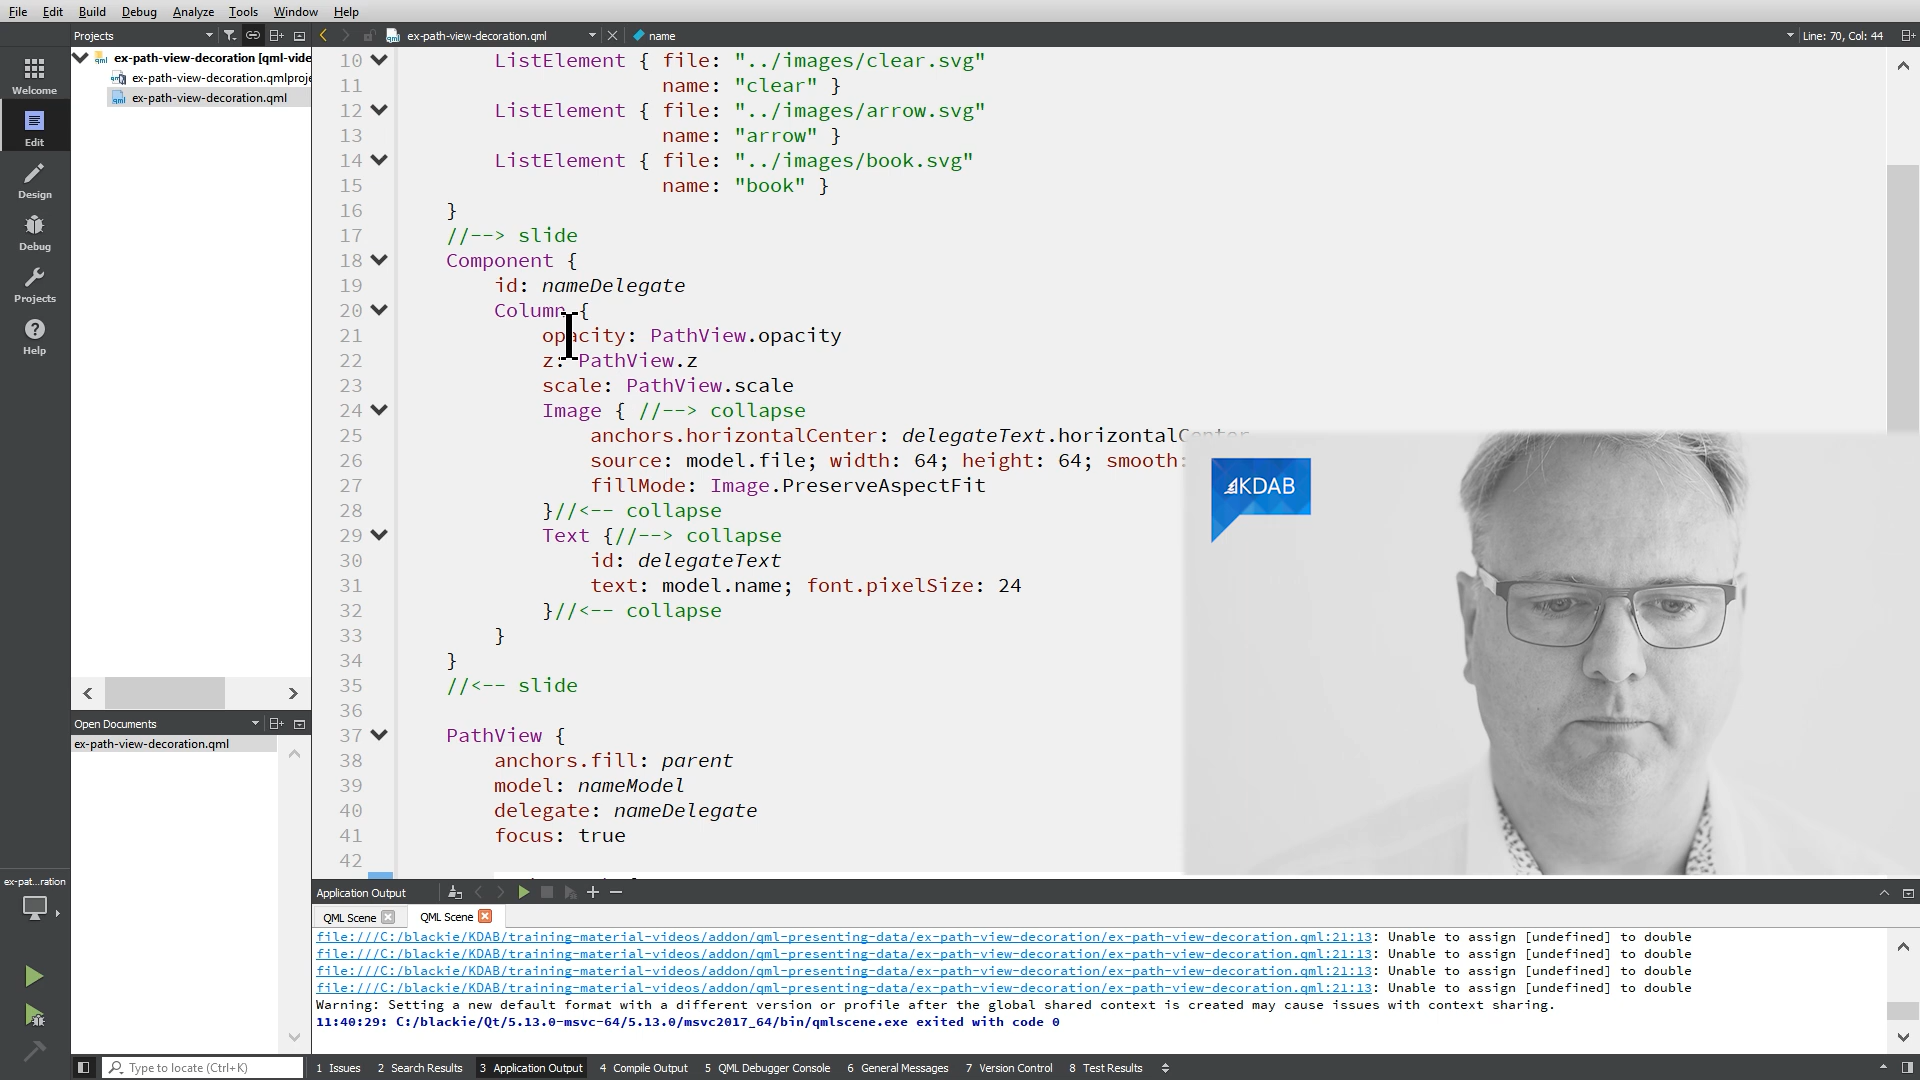 File Edit Build Debug Analyze Tools Window Help
Projects
ex-path-view-decoration.qml
name
Line: 70, Col: 44
Welcome
Edit
Design
Debug
Projects
Help
ex-path-view-decoration [qml-vide
ex-path-view-decoration.qmlproje
ex-path-view-decoration.qml
10 ListElement { file: "../images/clear.svg"
11 name: "clear" }
12 ListElement { file: "../images/arrow.svg"
13 name: "arrow" }
14 ListElement { file: "../images/book.svg"
15 name: "book" }
16 }
17 //--> slide
18 Component {
19 id: nameDelegate
20 Column {
21 opacity: PathView.opacity
22 z: PathView.z
23 scale: PathView.scale
24 Image { //--> collapse
25 anchors.horizontalCenter: delegateText.horizontalCenter
26 source: model.file; width: 64; height: 64; smooth:
27 fillMode: Image.PreserveAspectFit
28 }//<-- collapse
29 Text {//--> collapse
30 id: delegateText
31 text: model.name; font.pixelSize: 24
32 }//<-- collapse
33 }
34 }
35 //<-- slide
36
37 PathView {
38 anchors.fill: parent
39 model: nameModel
40 delegate: nameDelegate
41 focus: true
42
KDAB
Open Documents
ex-path-view-decoration.qml
ex-pat...ration
Application Output
QML Scene
QML Scene
file:///C:/blackie/KDAB/training-material-videos/addon/qml-presenting-data/ex-path-view-decoration/ex-path-view-decoration.qml:21:13: Unable to assign [undefined] to double
file:///C:/blackie/KDAB/training-material-videos/addon/qml-presenting-data/ex-path-view-decoration/ex-path-view-decoration.qml:21:13: Unable to assign [undefined] to double
file:///C:/blackie/KDAB/training-material-videos/addon/qml-presenting-data/ex-path-view-decoration/ex-path-view-decoration.qml:21:13: Unable to assign [undefined] to double
file:///C:/blackie/KDAB/training-material-videos/addon/qml-presenting-data/ex-path-view-decoration/ex-path-view-decoration.qml:21:13: Unable to assign [undefined] to double
Warning: Setting a new default format with a different version or profile after the global shared context is created may cause issues with context sharing.
11:40:29: C:/blackie/Qt/5.13.0-msvc-64/5.13.0/msvc2017_64/bin/qmlscene.exe exited with code 0
Type to locate (Ctrl+K)
1 Issues 2 Search Results 3 Application Output 4 Compile Output 5 QML Debugger Console 6 General Messages 7 Version Control 8 Test Results